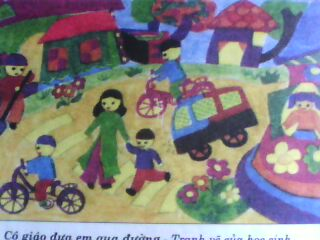 Cô giáo đưa em qua đường - Tranh vẽ của học sinh